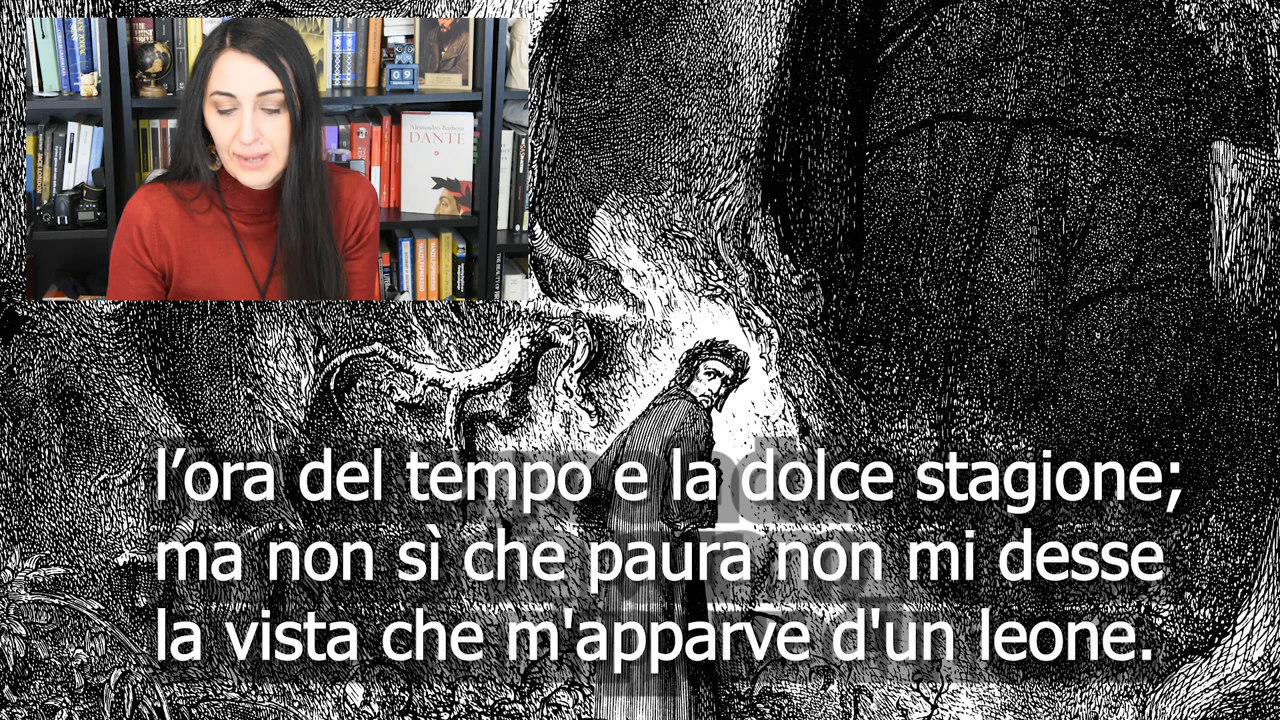 Alessandro Barbero
DANTE
09
l’ora del tempo e la dolce stagione;
ma non sì che paura non mi desse
la vista che m'apparve d'un leone.